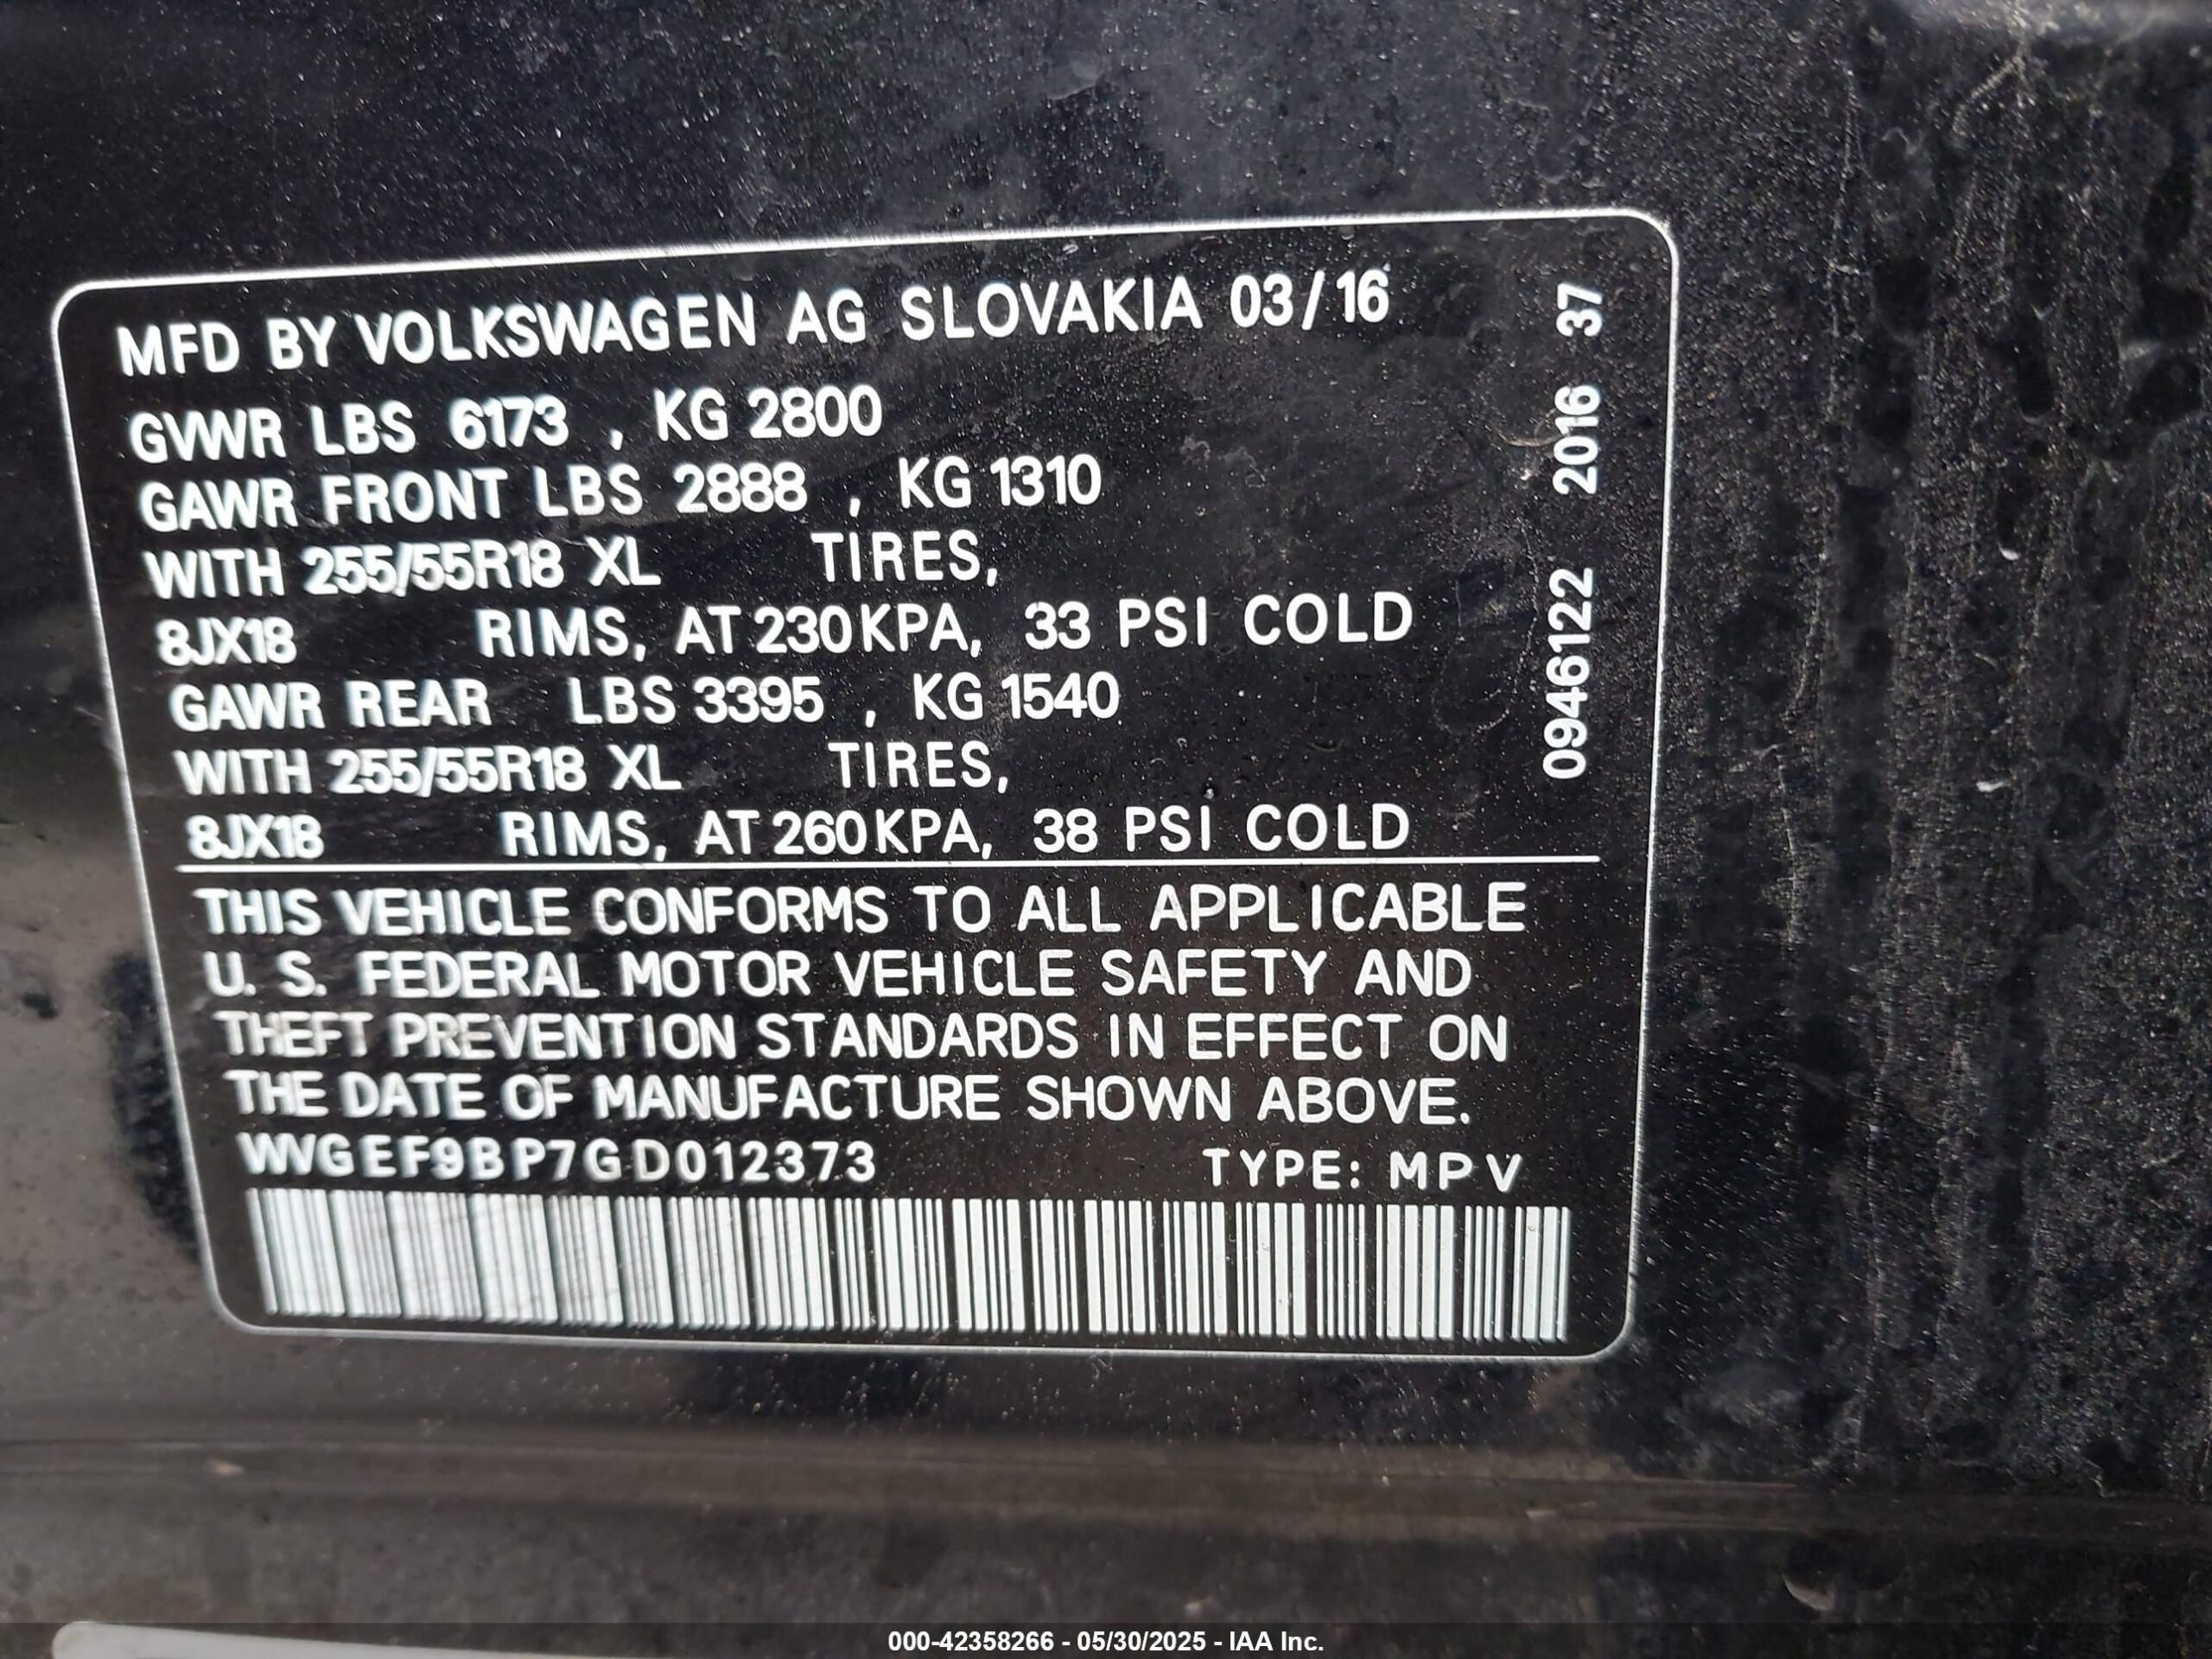 MFD BY VOLKSWAGEN AG SLOVAKIA 03/16
GVWR LBS 6173 , KG 2800
GAWR FRONT LBS 2888 , KG 1310
WITH 255/55R18 XL TIRES,
8JX18 RIMS, AT 230 KPA, 33 PSI COLD
GAWR REAR LBS 3395 , KG 1540
WITH 255/55R18 XL TIRES,
8JX18 RIMS, AT 260 KPA, 38 PSI COLD
THIS VEHICLE CONFORMS TO ALL APPLICABLE
U. S. FEDERAL MOTOR VEHICLE SAFETY AND
THEFT PREVENTION STANDARDS IN EFFECT ON
THE DATE OF MANUFACTURE SHOWN ABOVE.
WVGEF9BP7GD012373 TYPE: MPV
0946122 2016 37
000-42358266 - 05/30/2025 - IAA Inc.